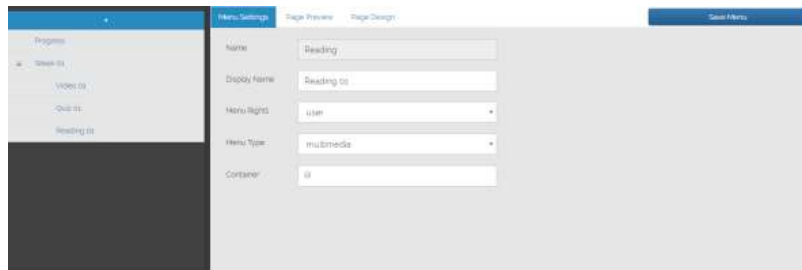 +
Menu Settings Page Preview Page Design Save Menu
Progress
Week 01
Video 01
Quiz 01
Reading 01
Name Reading
Display Name Reading 01
Menu Rights user
Menu Type multimedia
Container